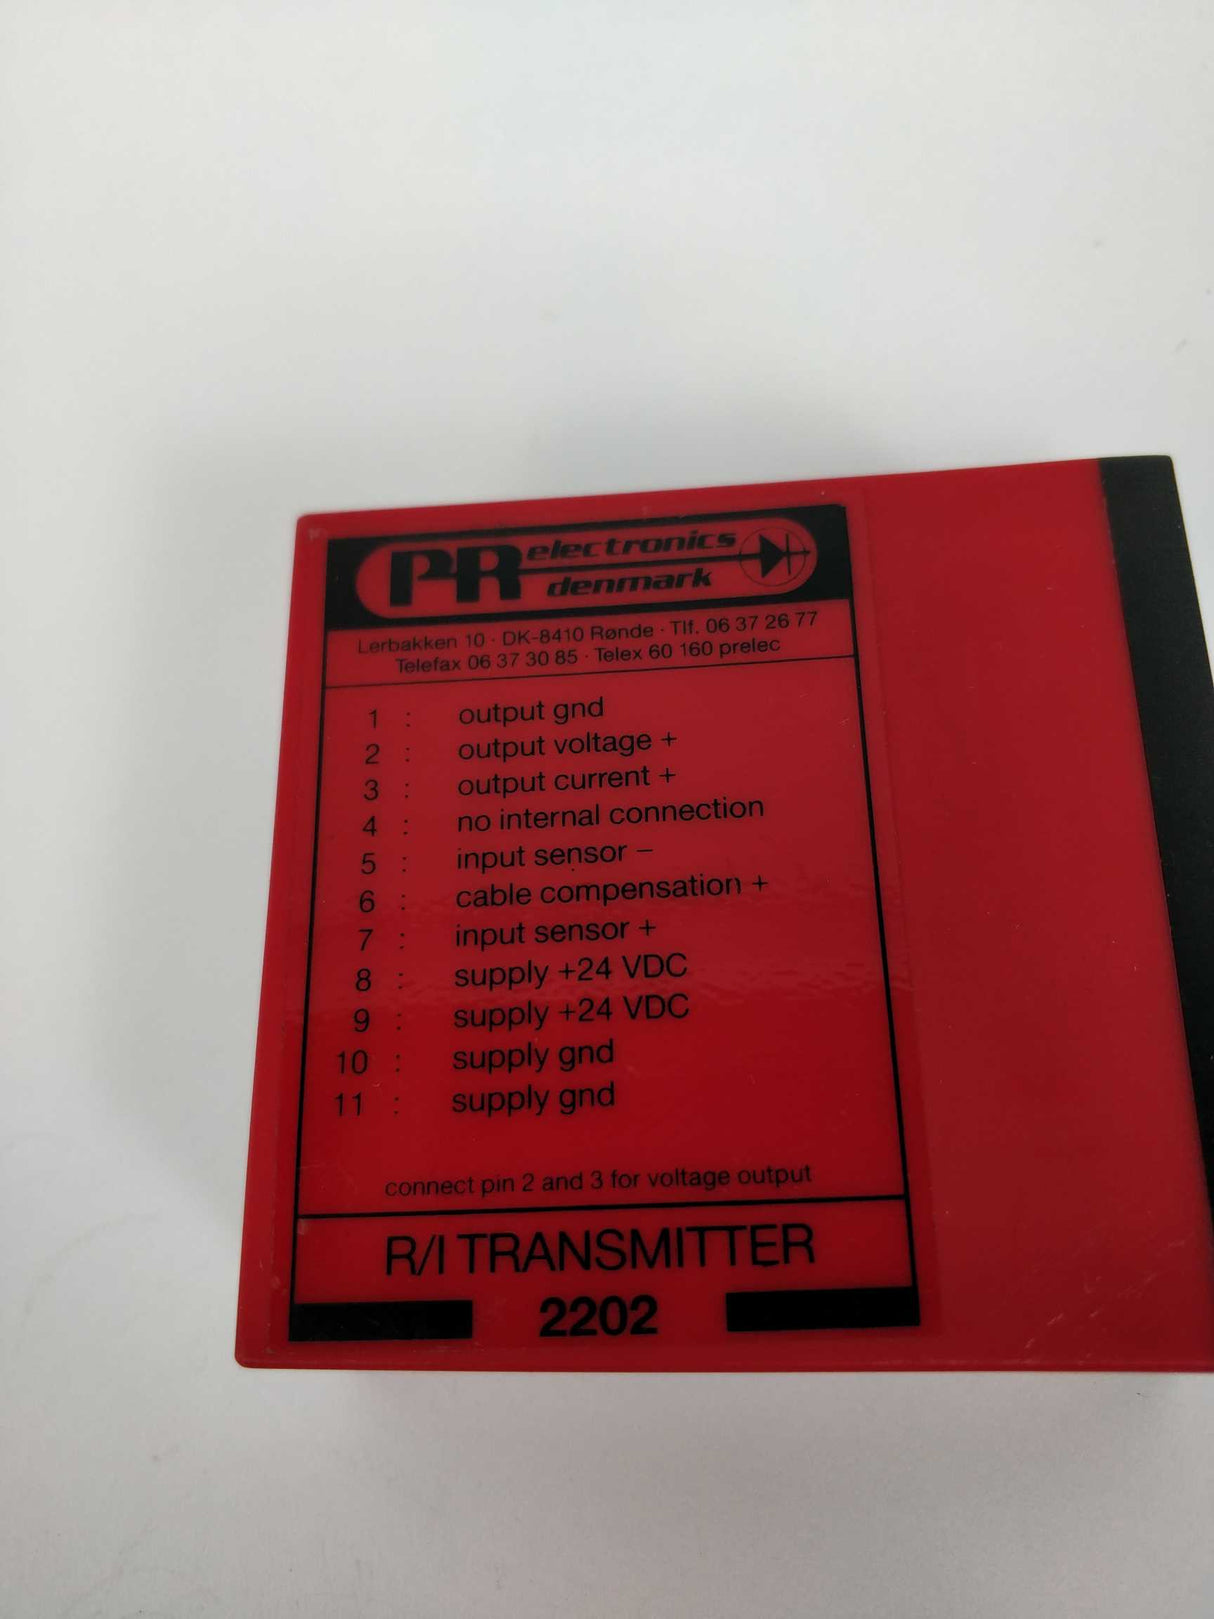 PR electronics
denmark
Lerbakken 10 · DK-8410 Rønde · Tlf. 06 37 26 77
Telefax 06 37 30 85 · Telex 60 160 prelec
1 : output gnd
2 : output voltage +
3 : output current +
4 : no internal connection
5 : input sensor –
6 : cable compensation +
7 : input sensor +
8 : supply +24 VDC
9 : supply +24 VDC
10 : supply gnd
11 : supply gnd
connect pin 2 and 3 for voltage output
R/I TRANSMITTER
2202